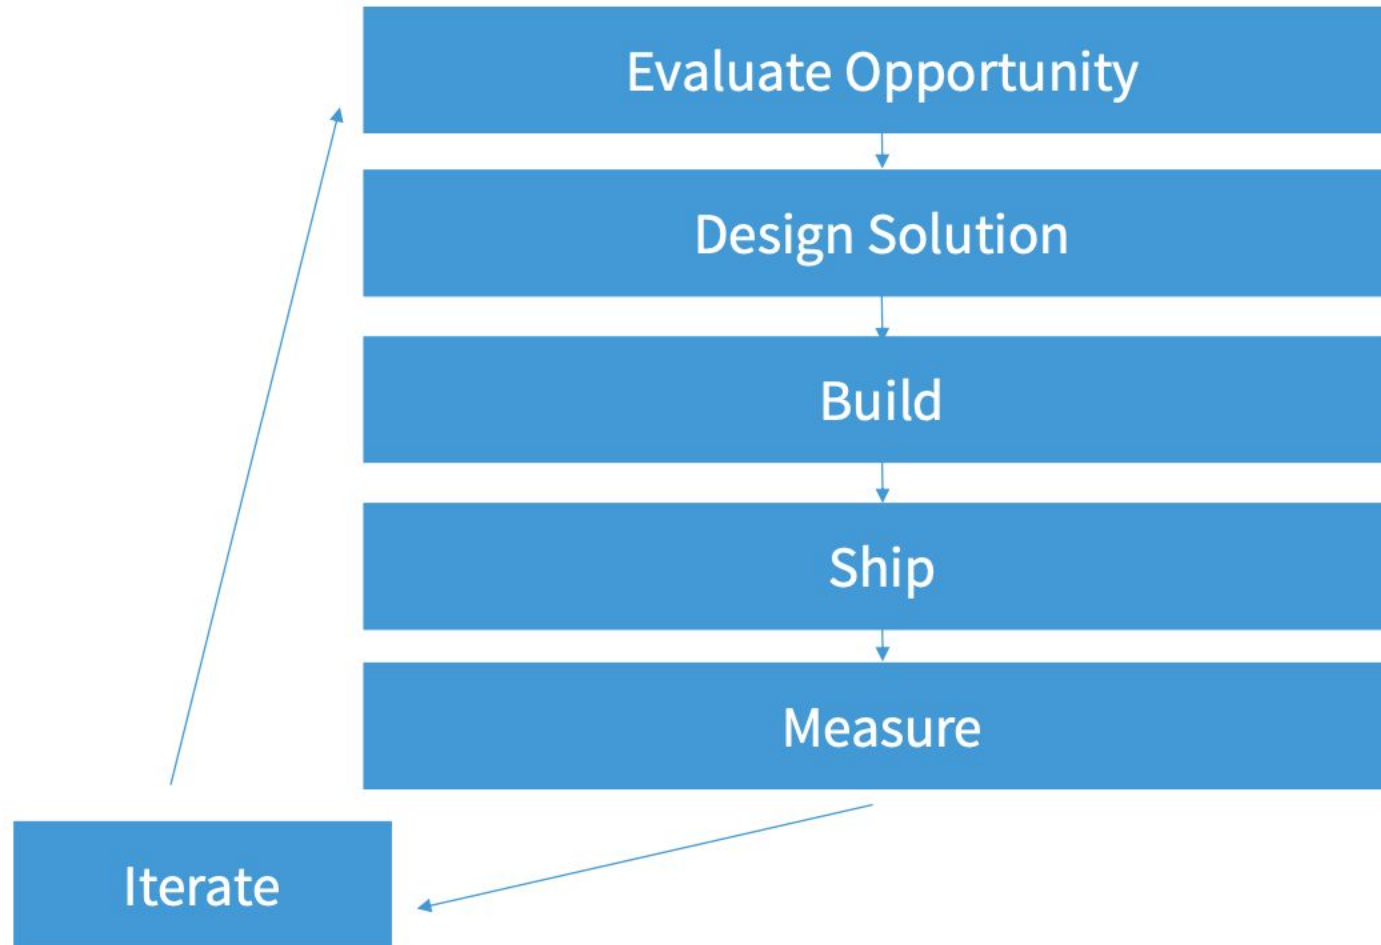 Evaluate Opportunity
Design Solution
Build
Ship
Measure
Iterate